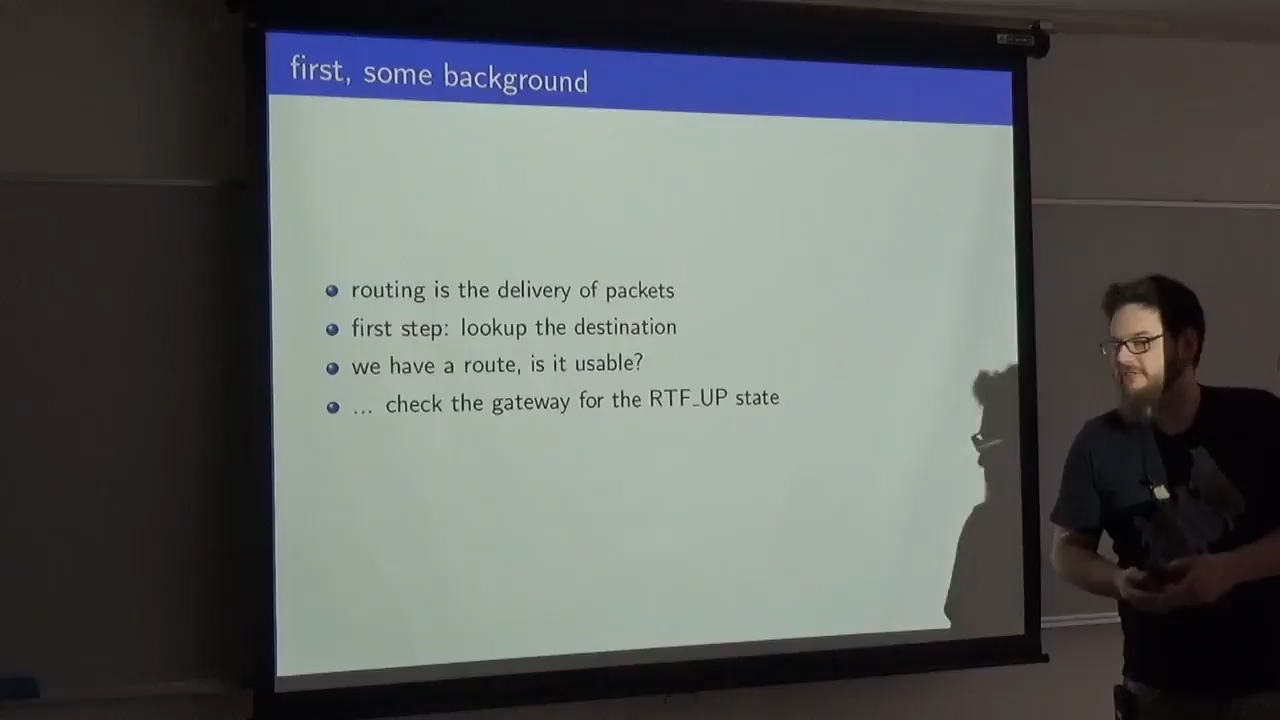 first, some background
routing is the delivery of packets
first step: lookup the destination
we have a route, is it usable?
... check the gateway for the RTF_UP state